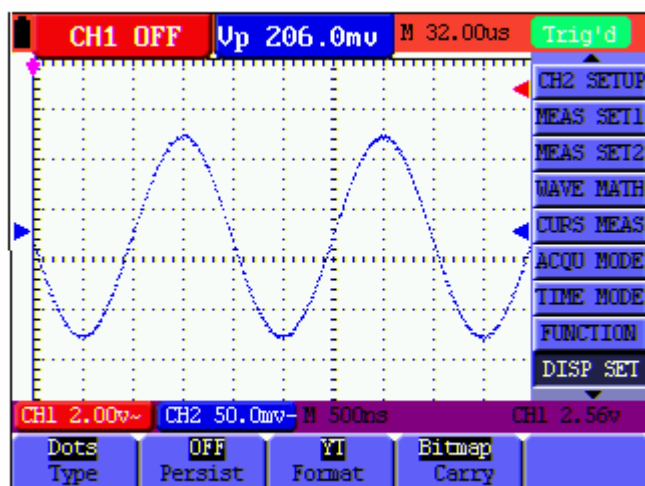 CH1 OFF Vp 206.0mv M 32.00us Trig'd
CH2 SETUP
MEAS SET1
MEAS SET2
WAVE MATH
CURS MEAS
ACQU MODE
TIME MODE
FUNCTION
DISP SET
CH1 2.00v~ CH2 50.0mv- M 500ns CH1 2.56v
Dots OFF YT Bitmap
Type Persist Format Carry